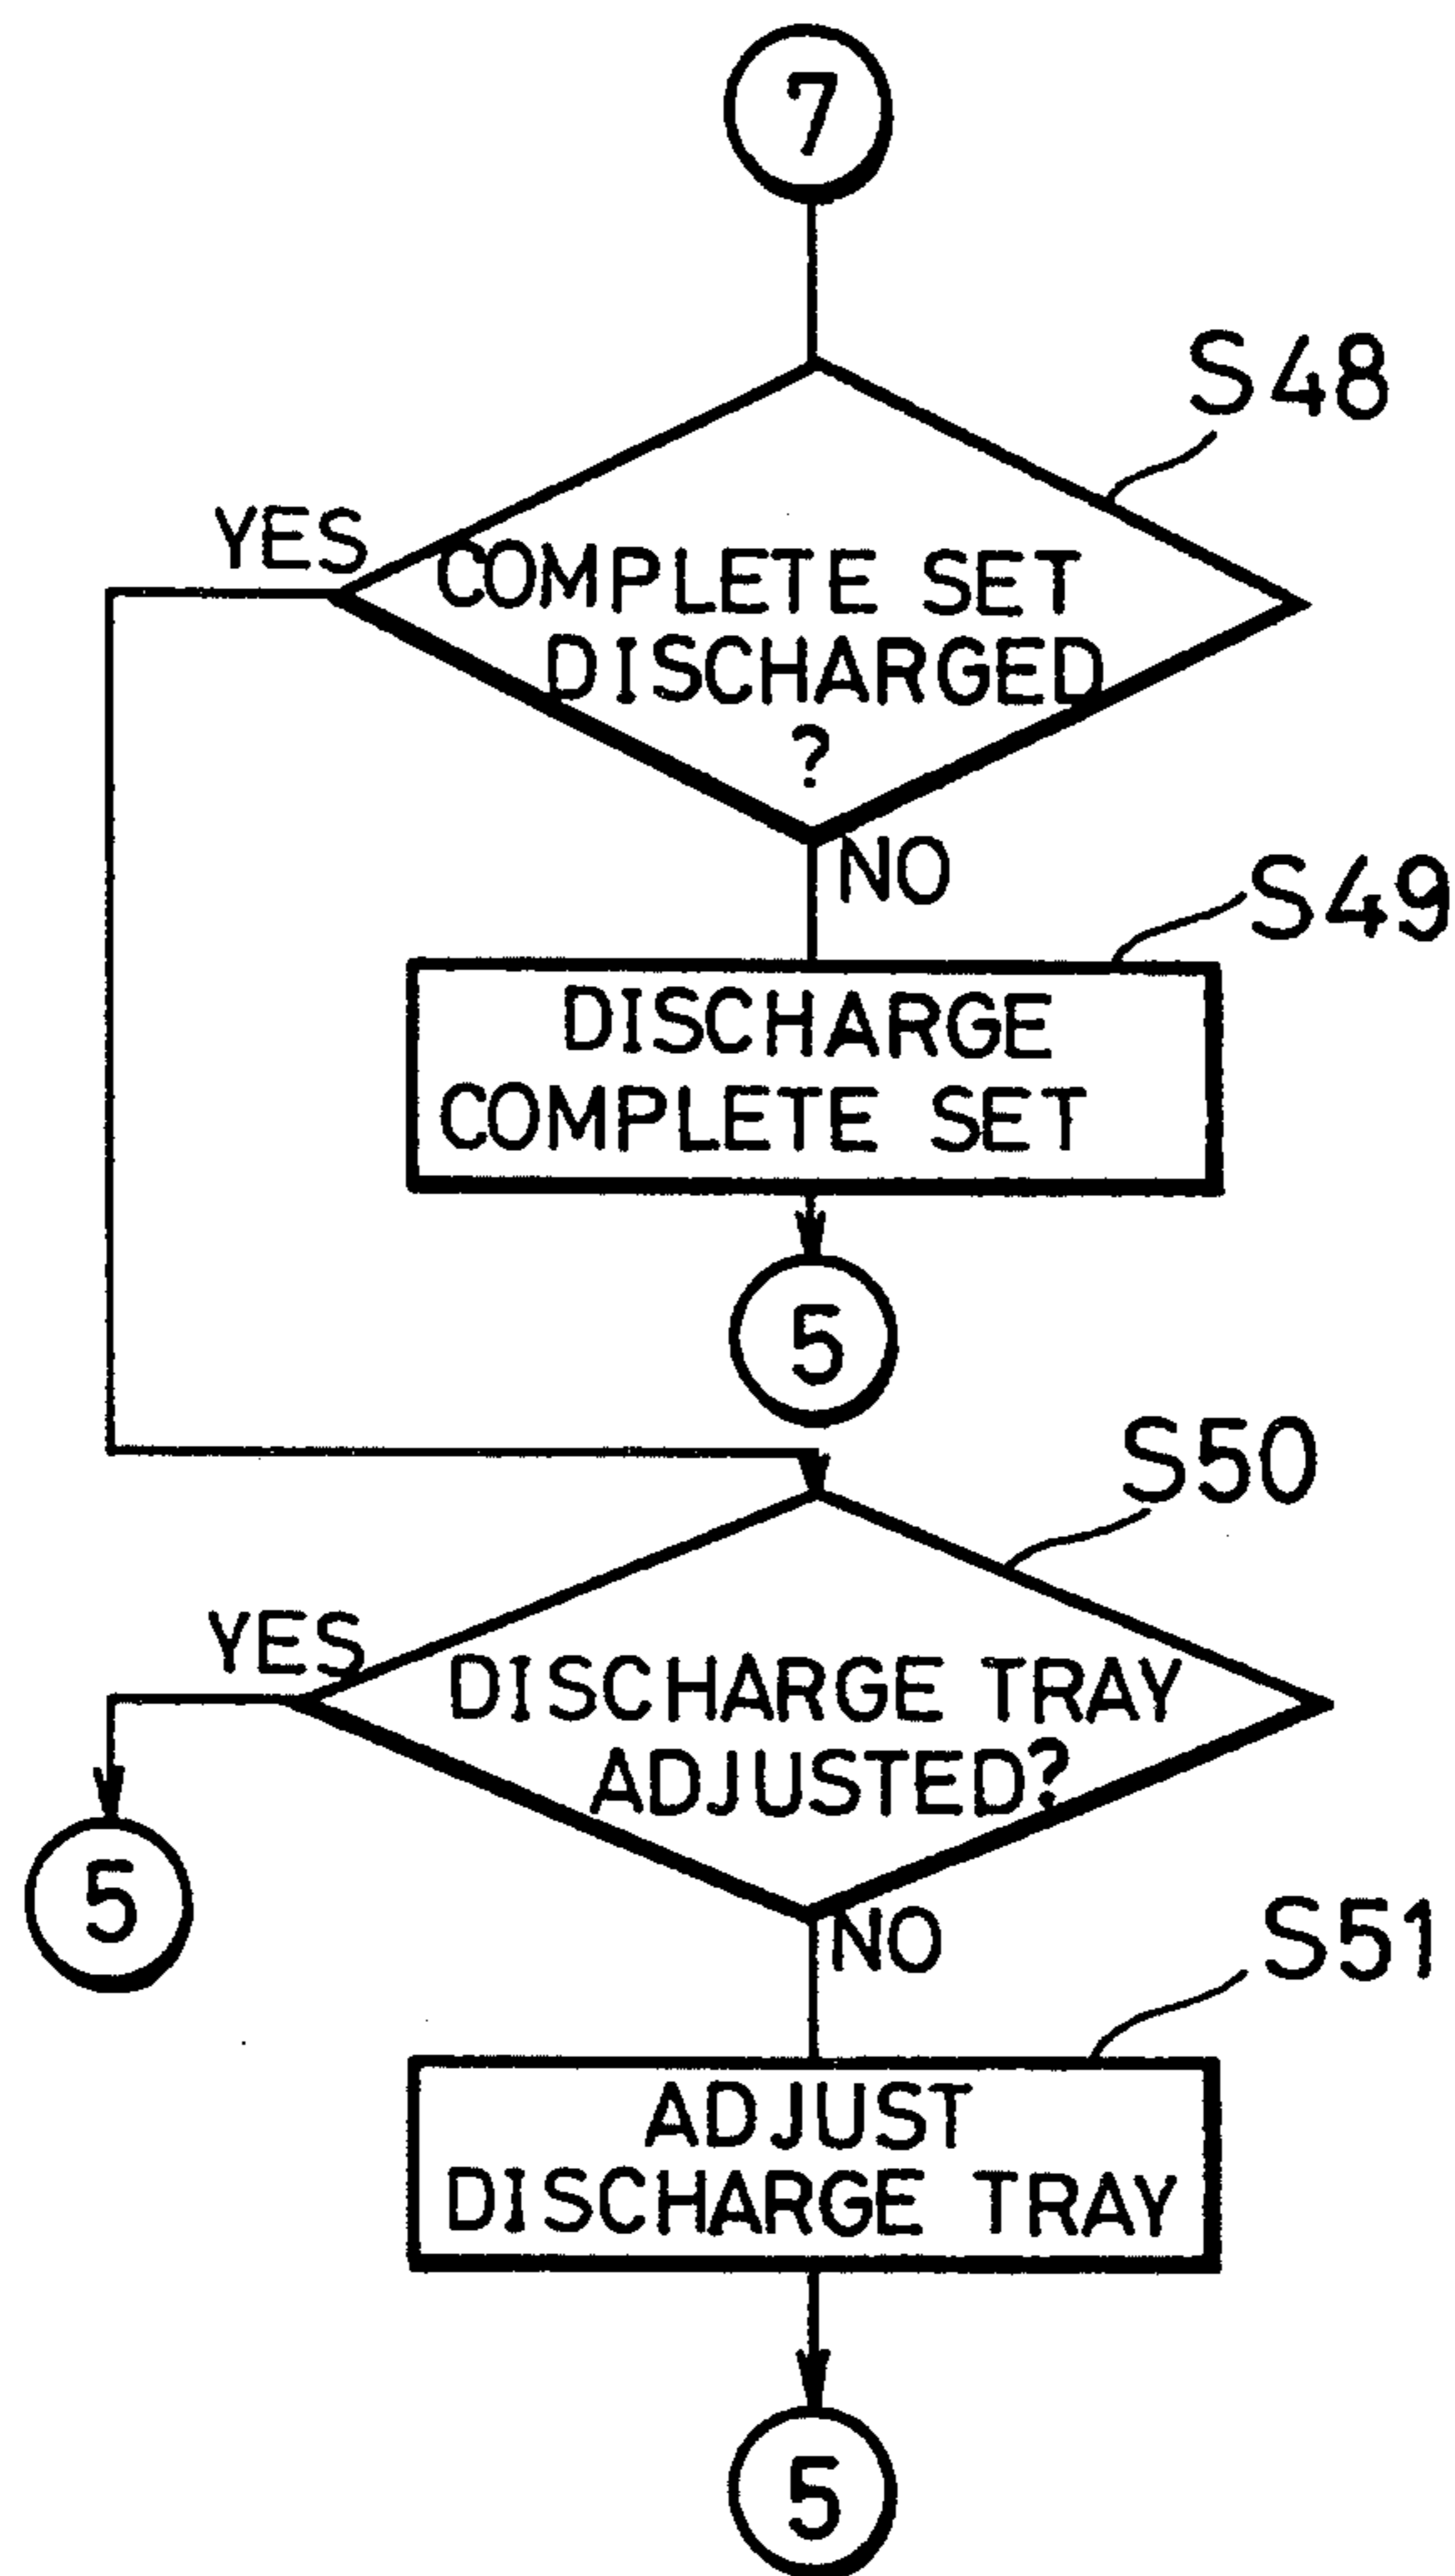 7
S48
YES
COMPLETE SET
DISCHARGED
?
NO
S49
DISCHARGE
COMPLETE SET
5
S50
YES
DISCHARGE TRAY
ADJUSTED?
5
NO
S51
ADJUST
DISCHARGE TRAY
5